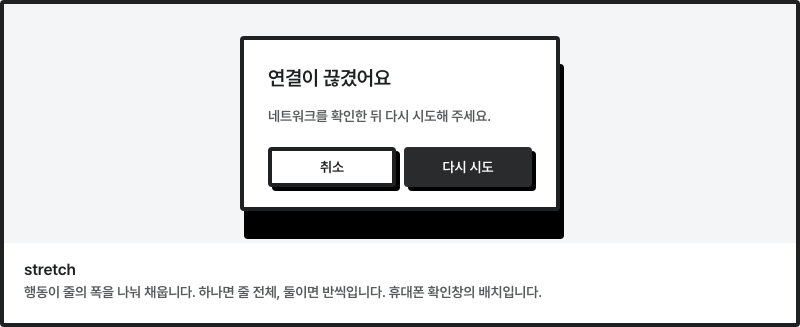 연결이 끊겼어요
네트워크를 확인한 뒤 다시 시도해 주세요.
취소
다시 시도
stretch
행동이 줄의 폭을 나눠 채웁니다. 하나면 줄 전체, 둘이면 반씩입니다. 휴대폰 확인창의 배치입니다.